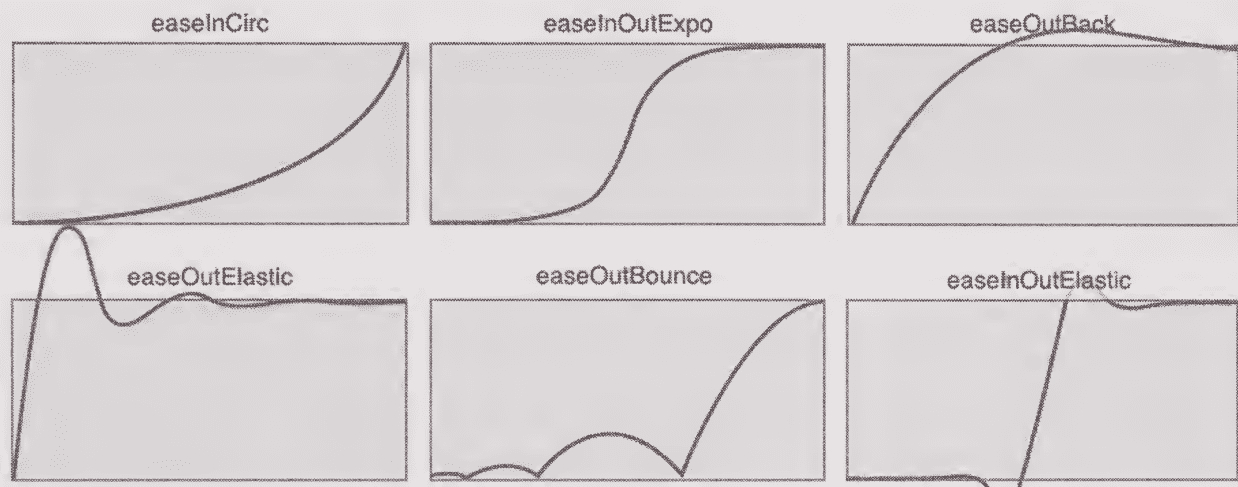 easeInCirc
easeInOutExpo
easeOutBack
easeOutElastic
easeOutBounce
easeInOutElastic